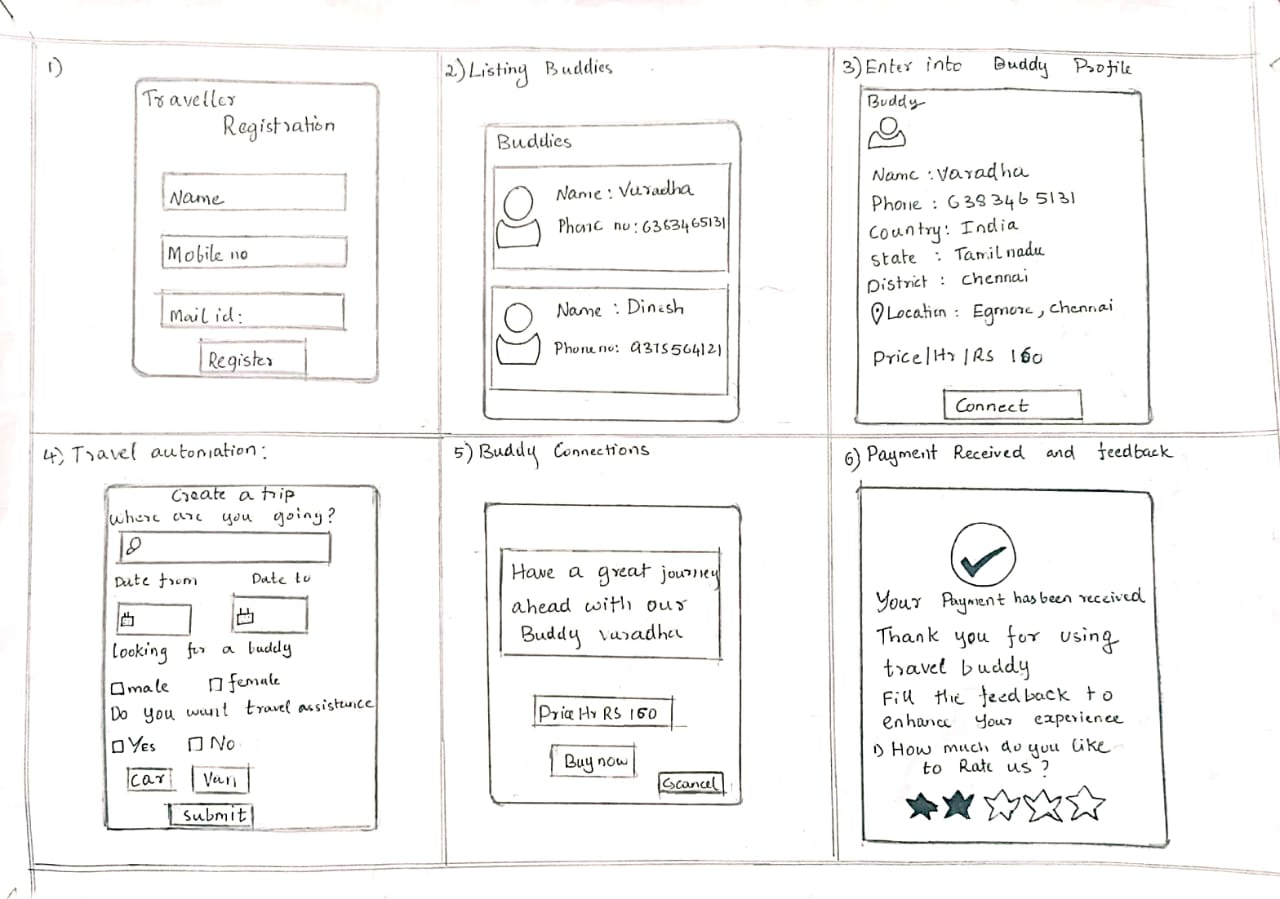 1)
Traveller
Registration
Name
Mobile no
Mail id:
Register
2) Listing Buddies
Buddies
Name : Varadha
Phone no: 6383465131
Name : Dinesh
Phone no: 9375564121
3) Enter into Buddy Profile
Buddy
Name : Varadha
Phone : 6383465131
Country: India
State : Tamilnadu
District : Chennai
Location : Egmore, Chennai
Price/Hr/RS 160
Connect
4) Travel automation:
Create a trip
Where are you going?
Date from
Date to
Looking for a buddy
male
female
Do you want travel assistance
Yes
No
Car
Van
Submit
5) Buddy Connections
Have a great journey
ahead with our
Buddy varadha
Price Hr RS 160
Buy now
cancel
6) Payment Received and feedback
Your Payment has been received
Thank you for using
travel buddy
Fill the feedback to
enhance your experience
1) How much do you like
to Rate us?